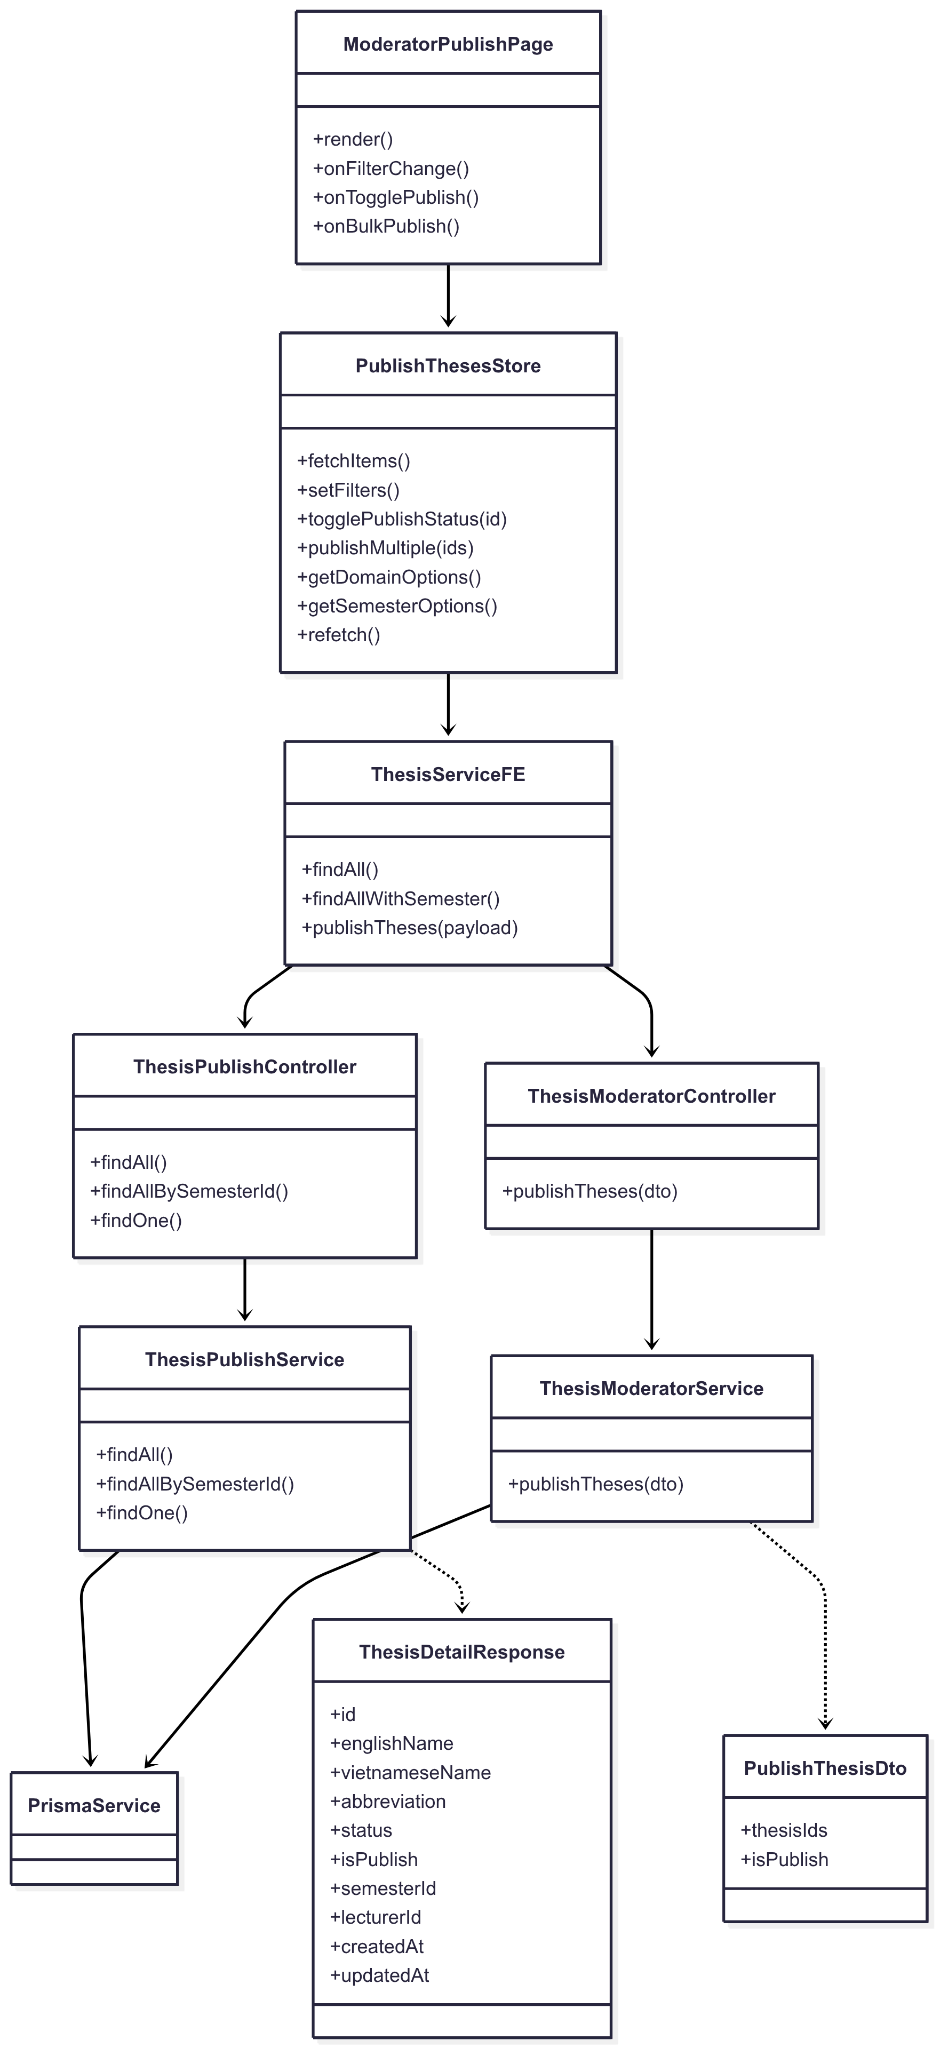 ModeratorPublishPage
+render()
+onFilterChange()
+onTogglePublish()
+onBulkPublish()
PublishThesesStore
+fetchItems()
+setFilters()
+togglePublishStatus(id)
+publishMultiple(ids)
+getDomainOptions()
+getSemesterOptions()
+refetch()
ThesisServiceFE
+findAll()
+findAllWithSemester()
+publishTheses(payload)
ThesisPublishController
+findAll()
+findAllBySemesterId()
+findOne()
ThesisModeratorController
+publishTheses(dto)
ThesisPublishService
+findAll()
+findAllBySemesterId()
+findOne()
ThesisModeratorService
+publishTheses(dto)
PrismaService
ThesisDetailResponse
+id
+englishName
+vietnameseName
+abbreviation
+status
+isPublish
+semesterId
+lecturerId
+createdAt
+updatedAt
PublishThesisDto
+thesisIds
+isPublish